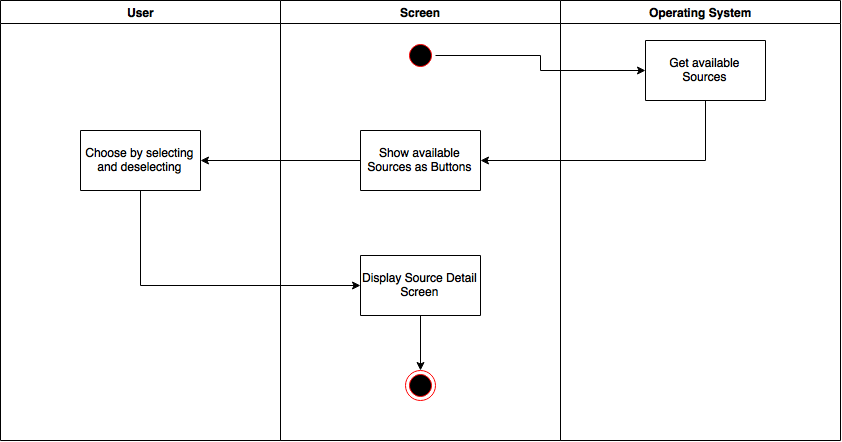 User
Screen
Operating System
Get available
Sources
Choose by selecting
and deselecting
Show available
Sources as Buttons
Display Source Detail
Screen